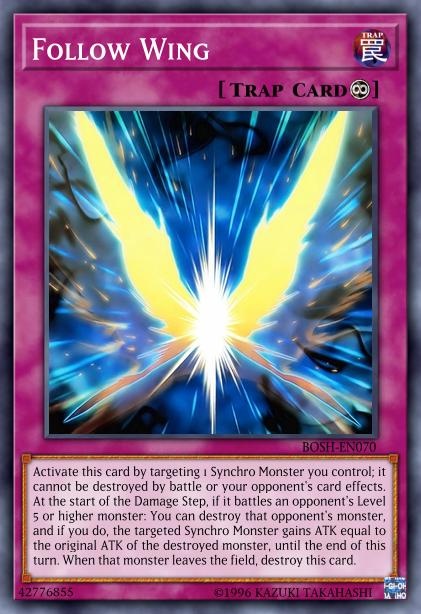 FOLLOW WING
TRAP
罠
[TRAP CARD ]
BOSH-EN070
Activate this card by targeting 1 Synchro Monster you control; it
cannot be destroyed by battle or your opponent's card effects.
At the start of the Damage Step, if it battles an opponent's Level
5 or higher monster: You can destroy that opponent's monster,
and if you do, the targeted Synchro Monster gains ATK equal to
the original ATK of the destroyed monster, until the end of this
turn. When that monster leaves the field, destroy this card.
42776855
©1996 KAZUKI TAKAHASHI